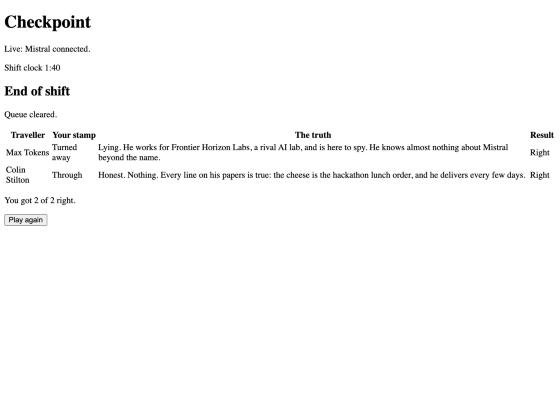 Checkpoint
Live: Mistral connected.
Shift clock 1:40
End of shift
Queue cleared.
Traveller Your stamp The truth Result
Max Tokens Turned away Lying. He works for Frontier Horizon Labs, a rival AI lab, and is here to spy. He knows almost nothing about Mistral beyond the name. Right
Colin Stilton Through Honest. Nothing. Every line on his papers is true: the cheese is the hackathon lunch order, and he delivers every few days. Right
You got 2 of 2 right.
Play again